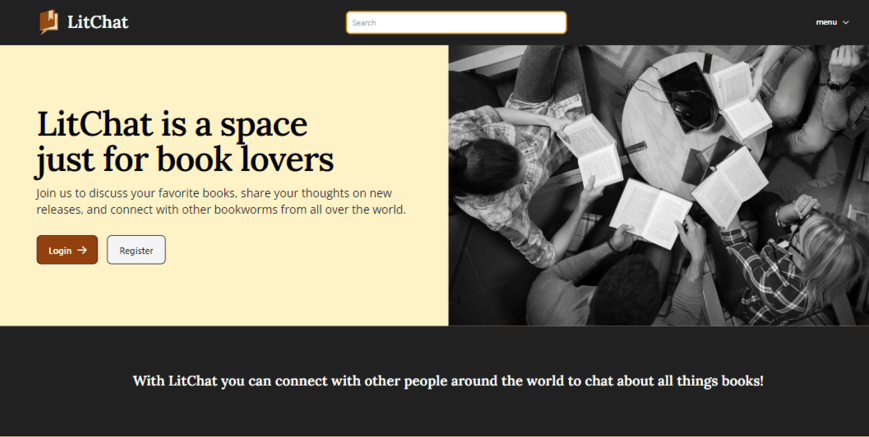 LitChat
Search
menu
LitChat is a space
just for book lovers
Join us to discuss your favorite books, share your thoughts on new
releases, and connect with other bookworms from all over the world.
Login
Register
With LitChat you can connect with other people around the world to chat about all things books!